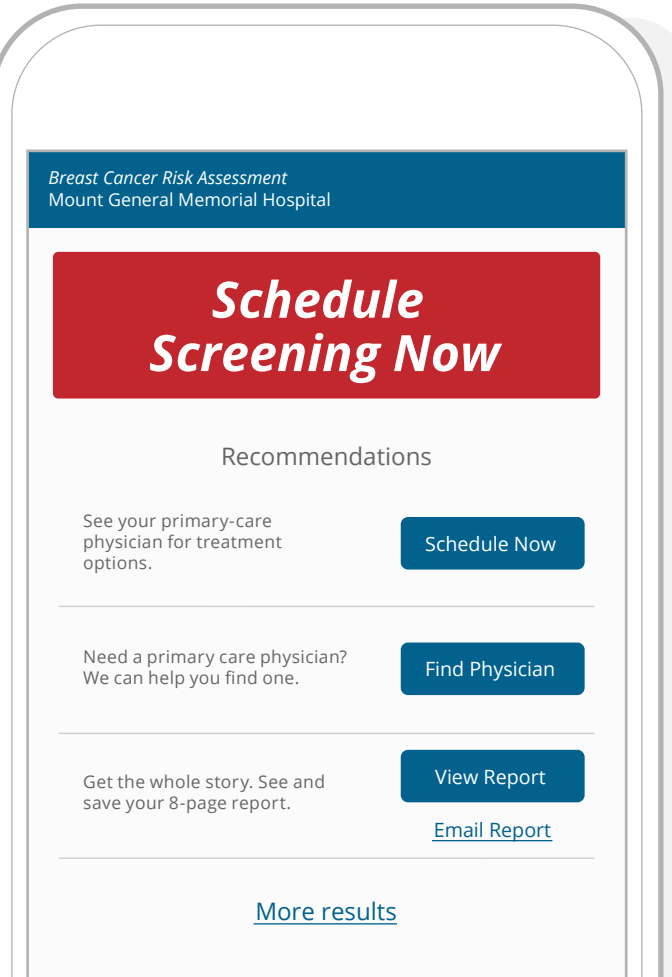 Breast Cancer Risk Assessment
Mount General Memorial Hospital
Schedule
Screening Now
Recommendations
See your primary-care
physician for treatment
options.
Schedule Now
Need a primary care physician?
We can help you find one.
Find Physician
Get the whole story. See and
save your 8-page report.
View Report
Email Report
More results